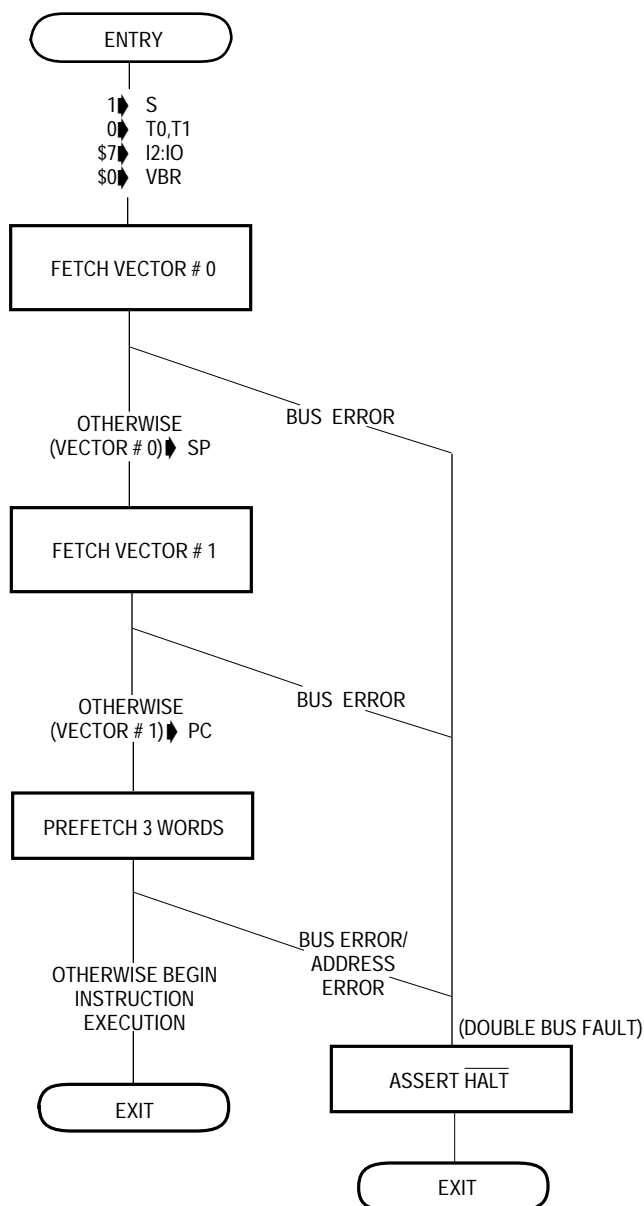 ENTRY
1 S
0 T0,T1
$7 I2:IO
$0 VBR
FETCH VECTOR # 0
BUS ERROR
OTHERWISE
(VECTOR # 0) SP
FETCH VECTOR # 1
BUS ERROR
OTHERWISE
(VECTOR # 1) PC
PREFETCH 3 WORDS
BUS ERROR/
ADDRESS
ERROR
OTHERWISE BEGIN
INSTRUCTION
EXECUTION
(DOUBLE BUS FAULT)
ASSERT HALT
EXIT
EXIT